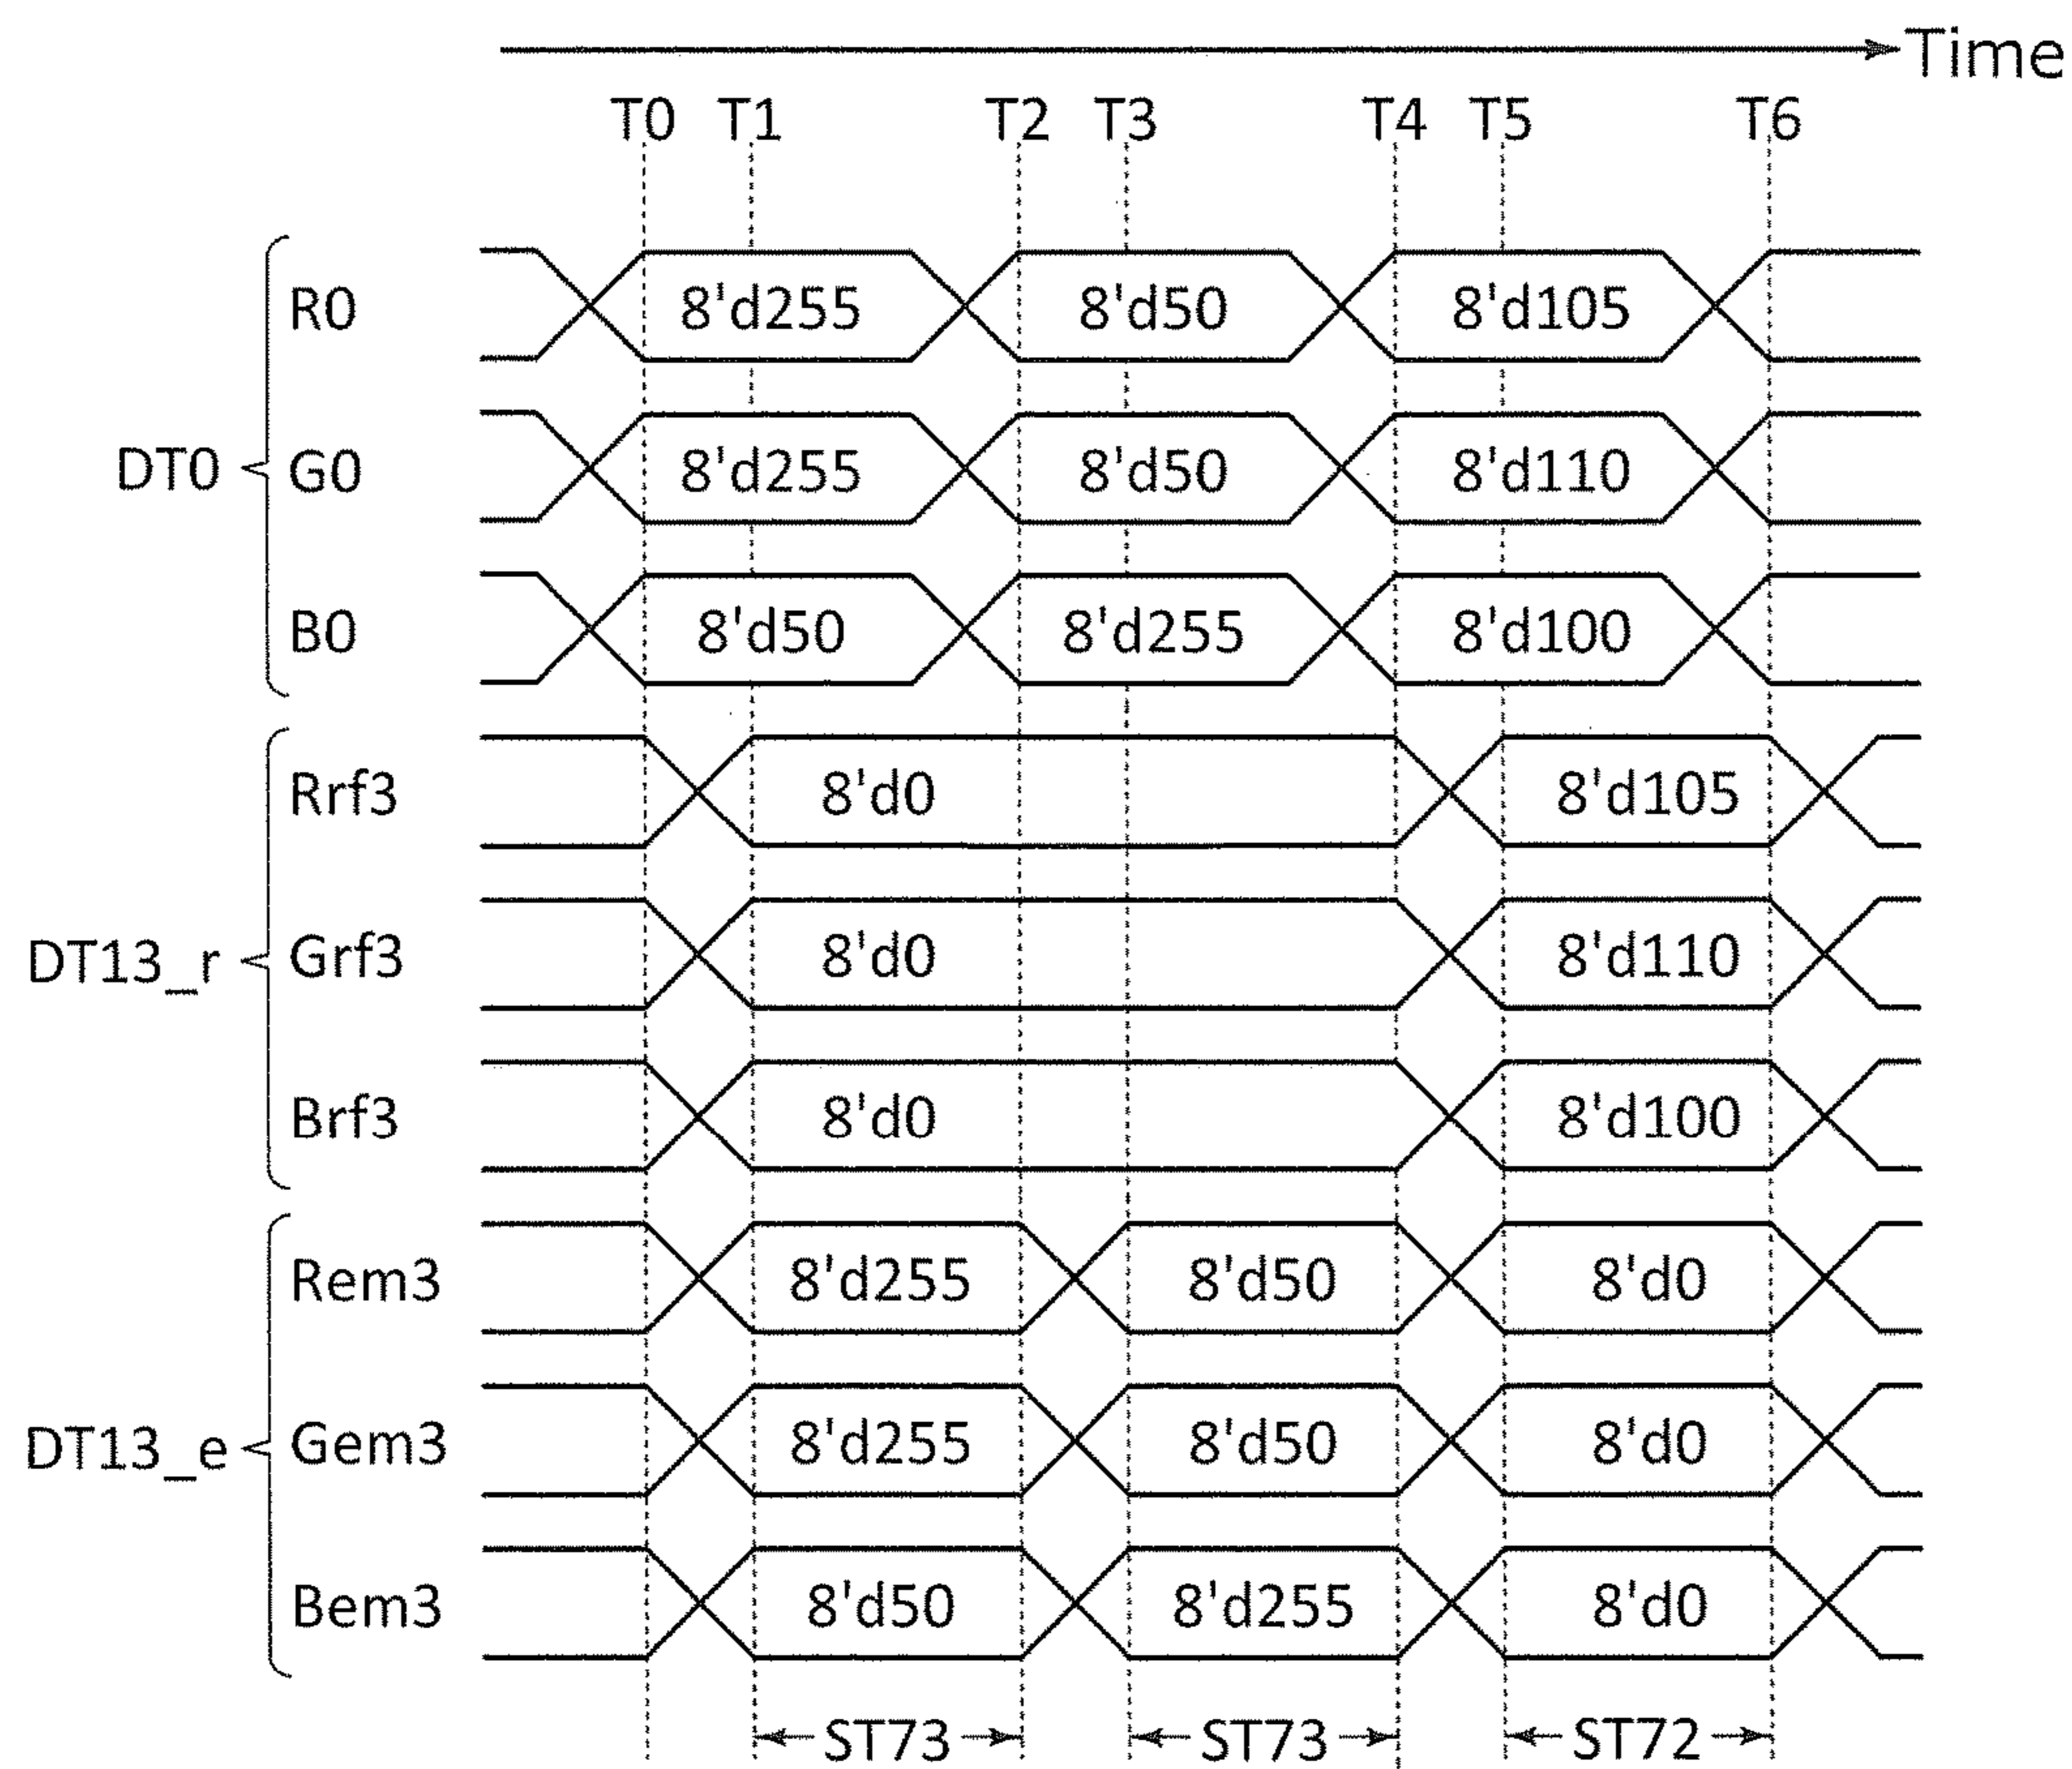 Time
T0 T1 T2 T3 T4 T5 T6
R0 8'd255 8'd50 8'd105
DT0 G0 8'd255 8'd50 8'd110
B0 8'd50 8'd255 8'd100
Rrf3 8'd0 8'd105
DT13_r Grf3 8'd0 8'd110
Brf3 8'd0 8'd100
Rem3 8'd255 8'd50 8'd0
DT13_e Gem3 8'd255 8'd50 8'd0
Bem3 8'd50 8'd255 8'd0
ST73 ST73 ST72